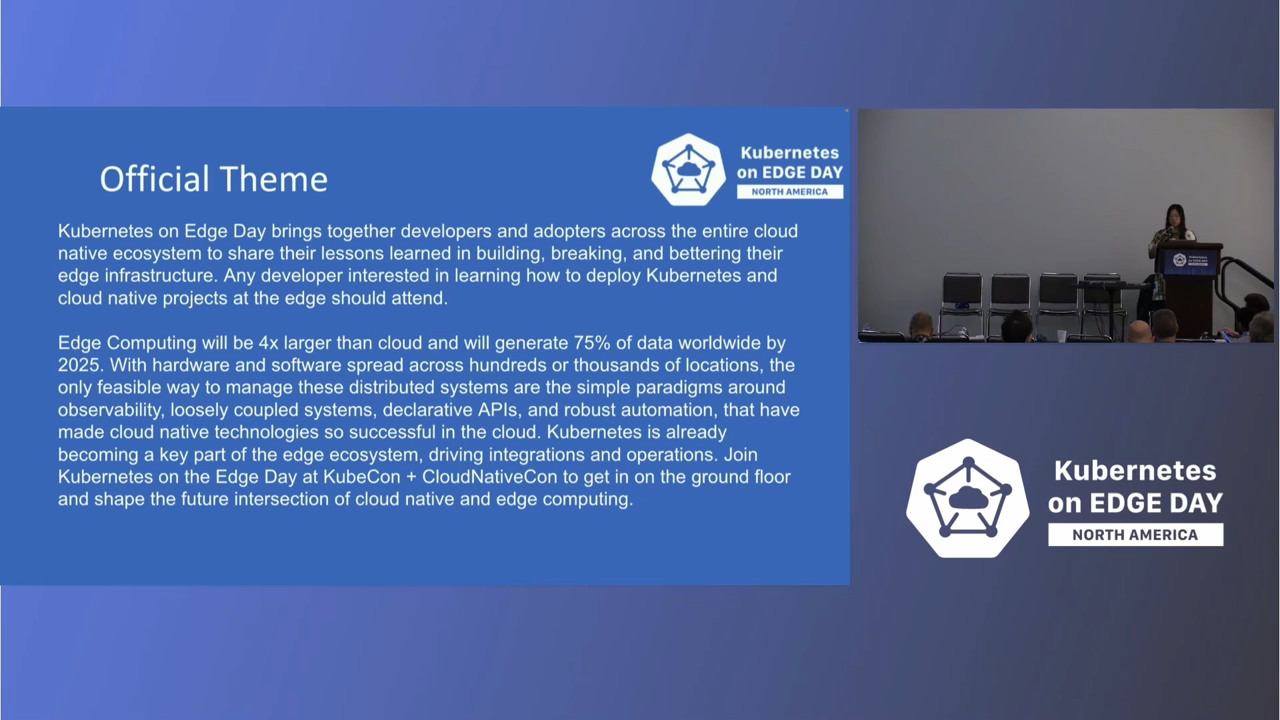 Official Theme
Kubernetes
on EDGE DAY
NORTH AMERICA
Kubernetes on Edge Day brings together developers and adopters across the entire cloud
native ecosystem to share their lessons learned in building, breaking, and bettering their
edge infrastructure. Any developer interested in learning how to deploy Kubernetes and
cloud native projects at the edge should attend.
Edge Computing will be 4x larger than cloud and will generate 75% of data worldwide by
2025. With hardware and software spread across hundreds or thousands of locations, the
only feasible way to manage these distributed systems are the simple paradigms around
observability, loosely coupled systems, declarative APIs, and robust automation, that have
made cloud native technologies so successful in the cloud. Kubernetes is already
becoming a key part of the edge ecosystem, driving integrations and operations. Join
Kubernetes on the Edge Day at KubeCon + CloudNativeCon to get in on the ground floor
and shape the future intersection of cloud native and edge computing.
Kubernetes
on EDGE DAY
NORTH AMERICA